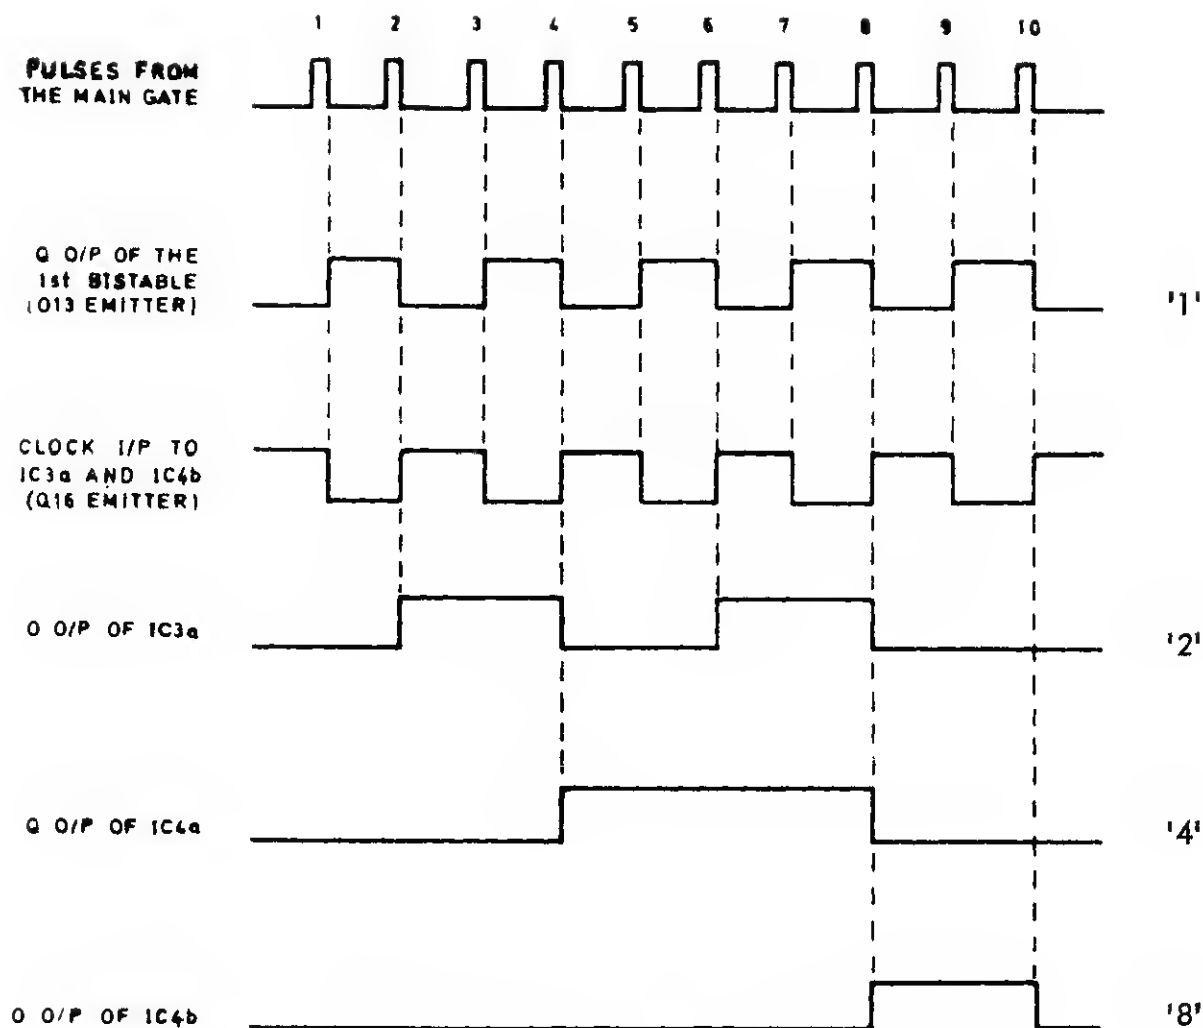 1 2 3 4 5 6 7 8 9 10
PULSES FROM
THE MAIN GATE
Q O/P OF THE
1st BISTABLE
(Q13 EMITTER)
'1'
CLOCK I/P TO
IC3a AND IC4b
(Q16 EMITTER)
Q O/P OF IC3a
'2'
Q O/P OF IC4a
'4'
Q O/P OF IC4b
'8'